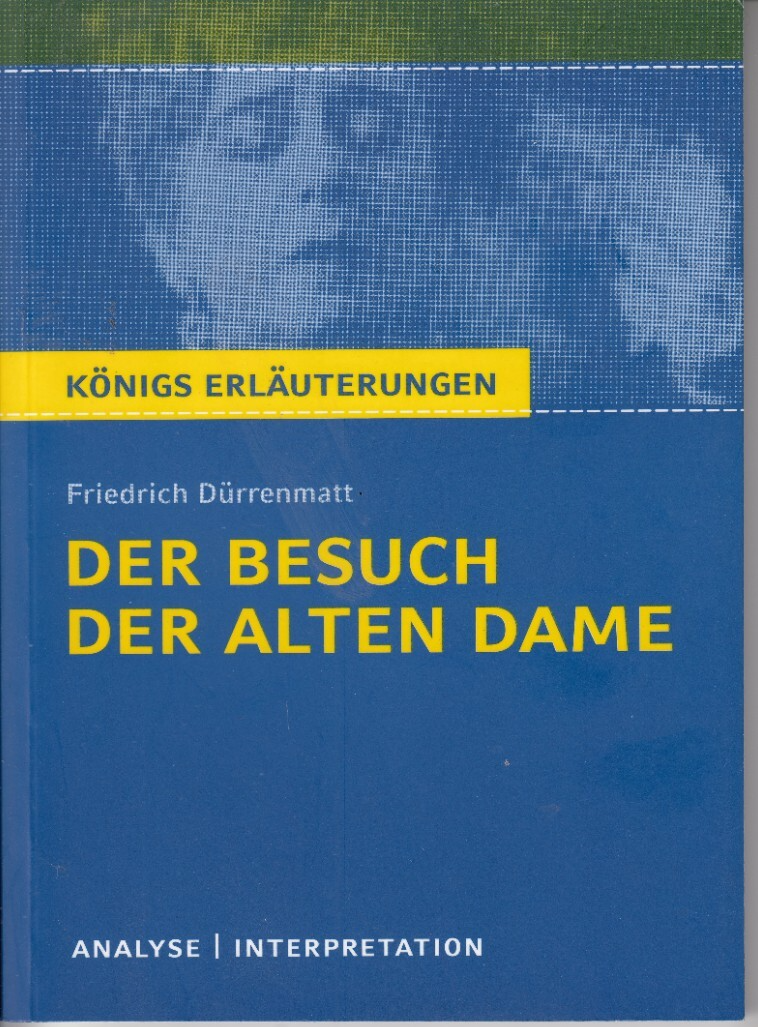 KÖNIGS ERLÄUTERUNGEN
Friedrich Dürrenmatt
DER BESUCH
DER ALTEN DAME
ANALYSE | INTERPRETATION